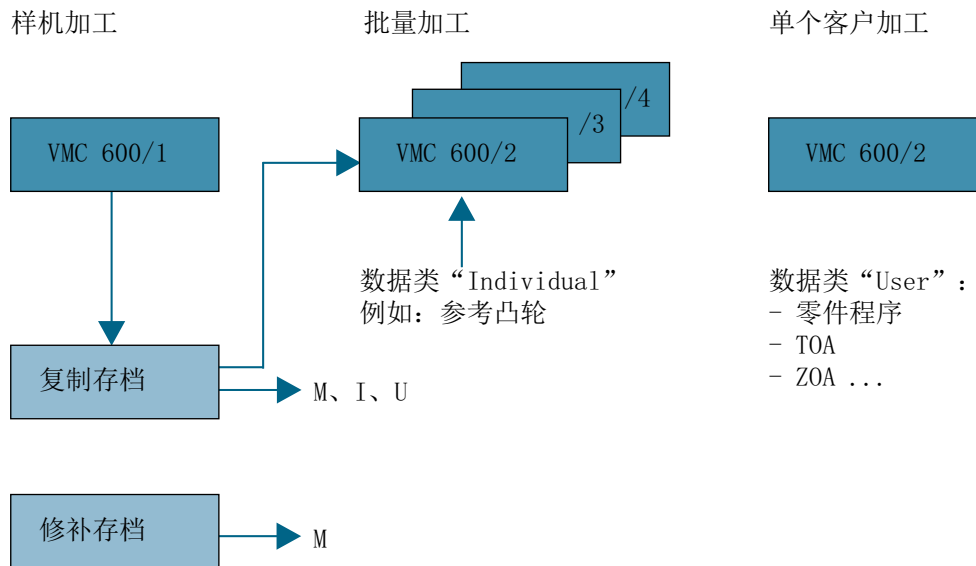 样机加工
批量加工
单个客户加工
VMC 600/1
VMC 600/2
/3
/4
VMC 600/2
数据类“Individual”
例如：参考凸轮
数据类“User”：
- 零件程序
- TOA
- ZOA ...
复制存档
M、I、U
修补存档
M